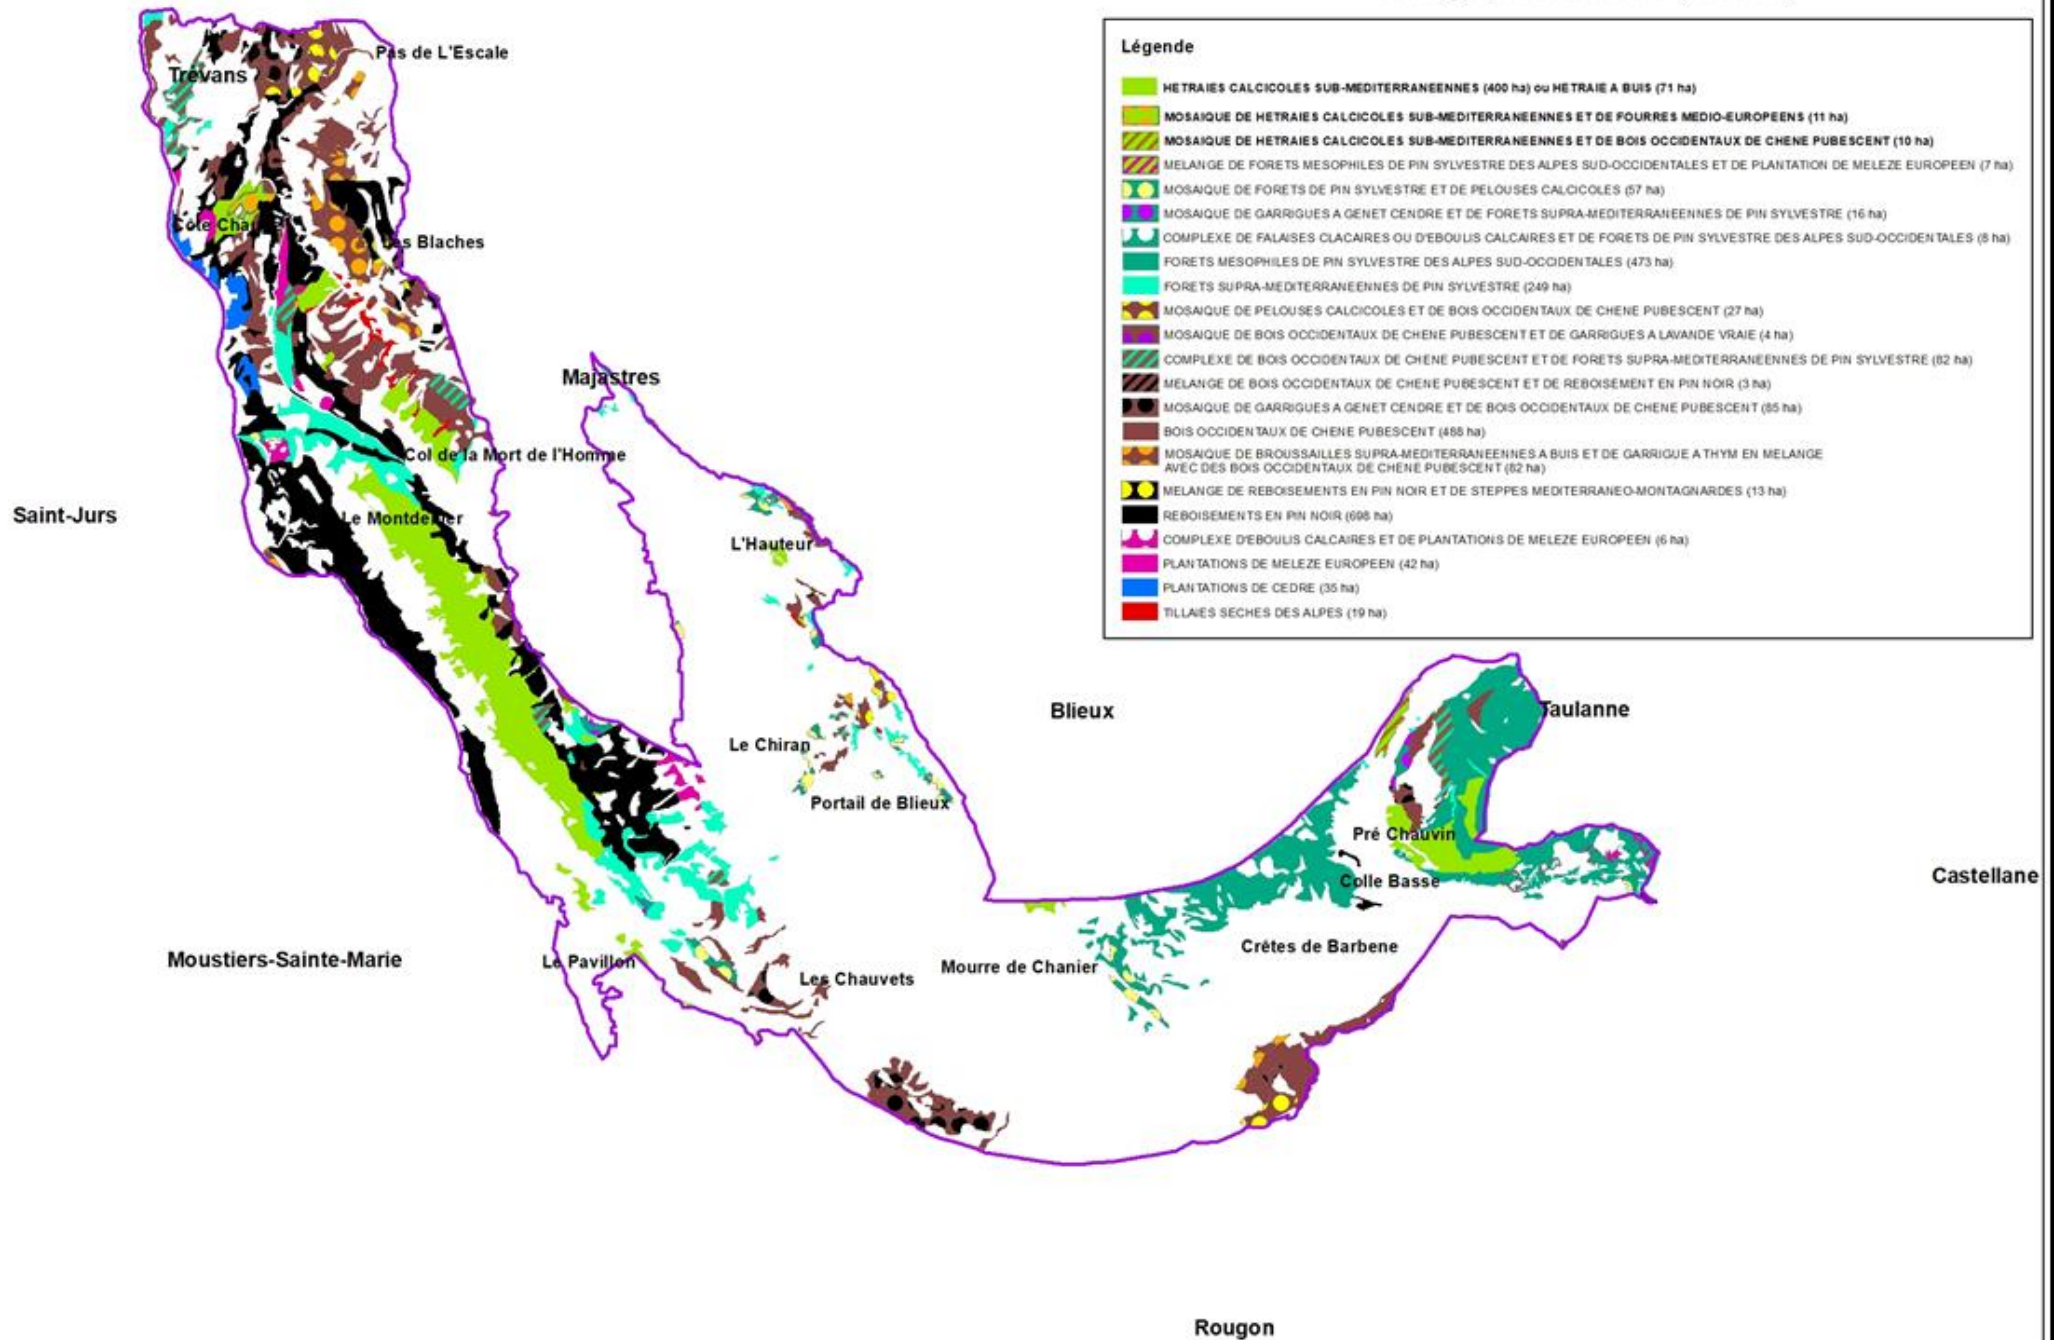 Légende
HETRAIES CALCICOLES SUB-MEDITERRANEENNES (400 ha) ou HETRAIE A BUIS (71 ha)
MOSAIQUE DE HETRAIES CALCICOLES SUB-MEDITERRANEENNES ET DE FOURRES MEDIO-EUROPEENS (11 ha)
MOSAIQUE DE HETRAIES CALCICOLES SUB-MEDITERRANEENNES ET DE BOIS OCCIDENTAUX DE CHENE PUBESCENT (10 ha)
MELANGE DE FORETS MESOPHILES DE PIN SYLVESTRE DES ALPES SUD-OCCIDENTALES ET DE PLANTATION DE MELEZE EUROPEEN (7 ha)
MOSAIQUE DE FORETS DE PIN SYLVESTRE ET DE PELOUSES CALCICOLES (57 ha)
MOSAIQUE DE GARRIGUES A GENET CENDRE ET DE FORETS SUPRA-MEDITERRANEENNES DE PIN SYLVESTRE (16 ha)
COMPLEXE DE FALAISES CLACAIRES OU D'EBOULIS CALCAIRES ET DE FORETS DE PIN SYLVESTRE DES ALPES SUD-OCCIDENTALES (8 ha)
FORETS MESOPHILES DE PIN SYLVESTRE DES ALPES SUD-OCCIDENTALES (473 ha)
FORETS SUPRA-MEDITERRANEENNES DE PIN SYLVESTRE (249 ha)
MOSAIQUE DE PELOUSES CALCICOLES ET DE BOIS OCCIDENTAUX DE CHENE PUBESCENT (27 ha)
MOSAIQUE DE BOIS OCCIDENTAUX DE CHENE PUBESCENT ET DE GARRIGUES A LAVANDE VRAIE (4 ha)
COMPLEXE DE BOIS OCCIDENTAUX DE CHENE PUBESCENT ET DE FORETS SUPRA-MEDITERRANEENNES DE PIN SYLVESTRE (82 ha)
MELANGE DE BOIS OCCIDENTAUX DE CHENE PUBESCENT ET DE REBOISEMENT EN PIN NOIR (3 ha)
MOSAIQUE DE GARRIGUES A GENET CENDRE ET DE BOIS OCCIDENTAUX DE CHENE PUBESCENT (85 ha)
BOIS OCCIDENTAUX DE CHENE PUBESCENT (488 ha)
MOSAIQUE DE BROUSSAILLES SUPRA-MEDITERRANEENNES A BUIS ET DE GARRIGUE A THYM EN MELANGE
AVEC DES BOIS OCCIDENTAUX DE CHENE PUBESCENT (82 ha)
MELANGE DE REBOISEMENTS EN PIN NOIR ET DE STEPPES MEDITERRANEO-MONTAGNARDES (13 ha)
REBOISEMENTS EN PIN NOIR (698 ha)
COMPLEXE D'EBOULIS CALCAIRES ET DE PLANTATIONS DE MELEZE EUROPEEN (6 ha)
PLANTATIONS DE MELEZE EUROPEEN (42 ha)
PLANTATIONS DE CEDRE (35 ha)
TILLAIES SECHES DES ALPES (19 ha)
Pas de L'Escale
Trévans
Les Blaches
Majastres
Col de la Mort de l'Homme
Saint-Jurs
Le Montdenier
L'Hauteur
Blieux
Taulanne
Le Chiran
Portail de Blieux
Pré Chauvin
Colle Basse
Castellane
Crêtes de Barbene
Moustiers-Sainte-Marie
Le Pavillon
Mourre de Chanier
Les Chauvets
Rougon